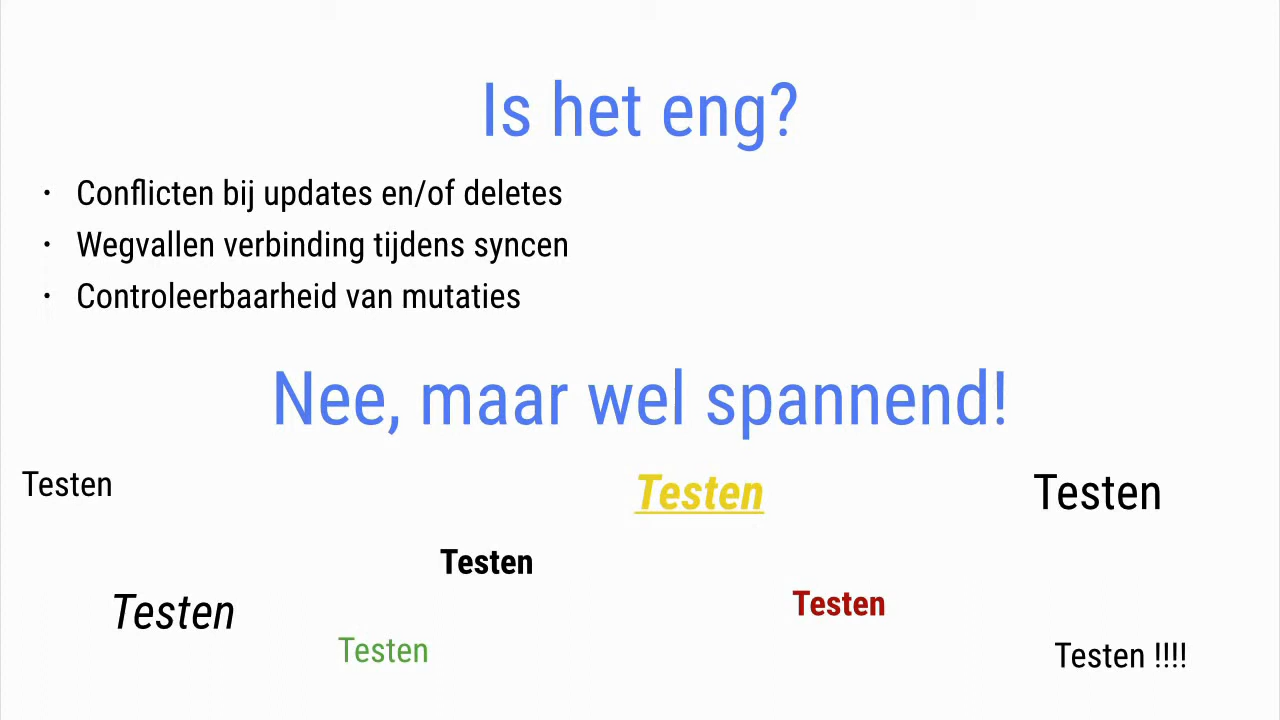 Is het eng?
• Conflicten bij updates en/of deletes
• Wegvallen verbinding tijdens syncen
• Controleerbaarheid van mutaties
Nee, maar wel spannend!
Testen
Testen
Testen
Testen
Testen
Testen
Testen
Testen !!!!